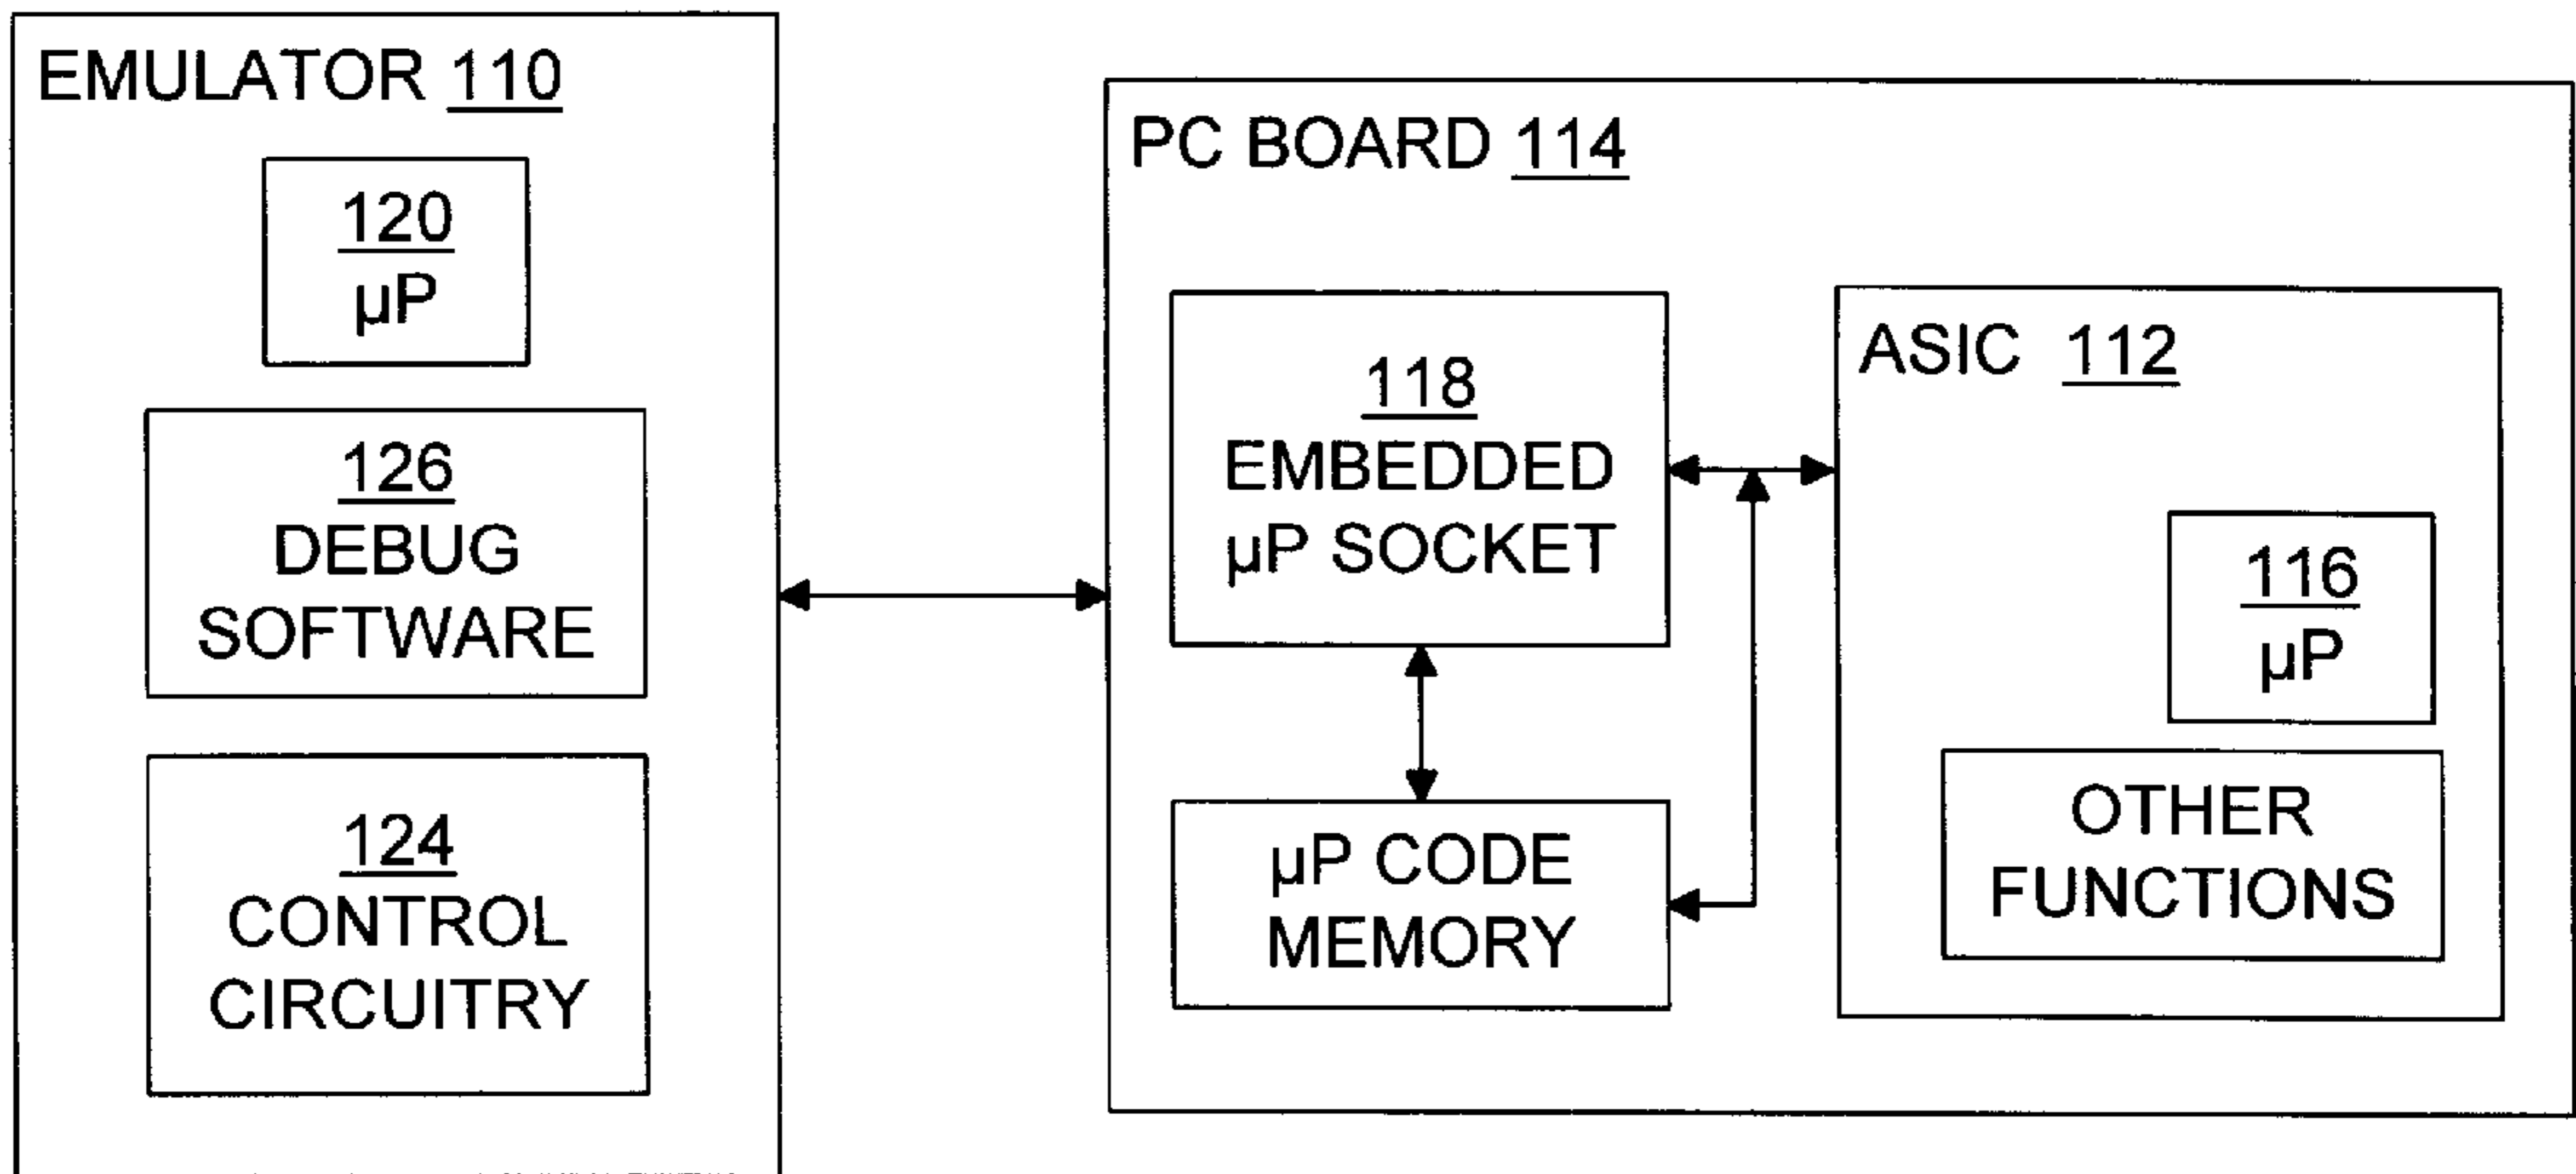 EMULATOR 110
120
µP
126
DEBUG
SOFTWARE
124
CONTROL
CIRCUITRY
PC BOARD 114
118
EMBEDDED
µP SOCKET
µP CODE
MEMORY
ASIC 112
116
µP
OTHER
FUNCTIONS